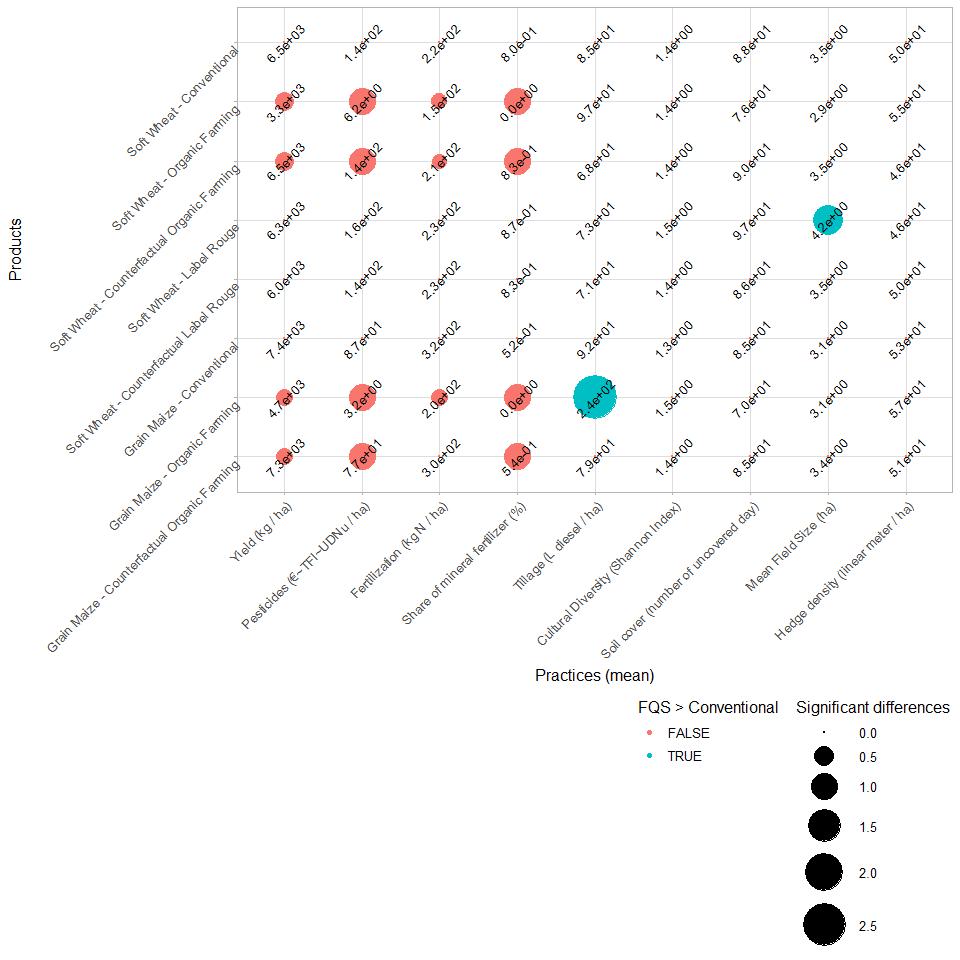 Products
Soft Wheat - Conventional 6.5e+03 1.4e+02 2.2e+02 8.0e-01 8.5e+01 1.4e+00 8.8e+01 3.5e+00 5.0e+01
Soft Wheat - Organic Farming 3.3e+03 6.2e+00 1.5e+02 0.0e+00 9.7e+01 1.4e+00 7.6e+01 2.9e+00 5.5e+01
Soft Wheat - Counterfactual Organic Farming 6.5e+03 1.4e+02 2.1e+02 8.3e-01 6.8e+01 1.4e+00 9.0e+01 3.5e+00 4.6e+01
Soft Wheat - Label Rouge 6.3e+03 1.6e+02 2.3e+02 8.7e-01 7.3e+01 1.5e+00 9.7e+01 4.2e+00 4.6e+01
Soft Wheat - Counterfactual Label Rouge 6.0e+03 1.4e+02 2.3e+02 8.3e-01 7.1e+01 1.4e+00 8.6e+01 3.5e+00 5.0e+01
Grain Maize - Conventional 7.4e+03 8.7e+01 3.2e+02 5.2e-01 9.2e+01 1.3e+00 8.5e+01 3.1e+00 5.3e+01
Grain Maize - Organic Farming 4.7e+03 3.2e+00 2.0e+02 0.0e+00 2.4e+02 1.5e+00 7.0e+01 3.1e+00 5.7e+01
Grain Maize - Counterfactual Organic Farming 7.3e+03 7.7e+01 3.0e+02 5.4e-01 7.9e+01 1.4e+00 8.5e+01 3.4e+00 5.1e+01
Yield (Kg / ha)
Pesticides (€~TFI~UDNu / ha)
Fertilization (Kg N / ha)
Share of mineral fertilizer (%)
Tillage (L diesel / ha)
Cultural Diversity (Shannon Index)
Soil cover (number of uncovered day)
Mean Field Size (ha)
Hedge density (linear meter / ha)
Practices (mean)
FQS > Conventional
FALSE
TRUE
Significant differences
0.0
0.5
1.0
1.5
2.0
2.5